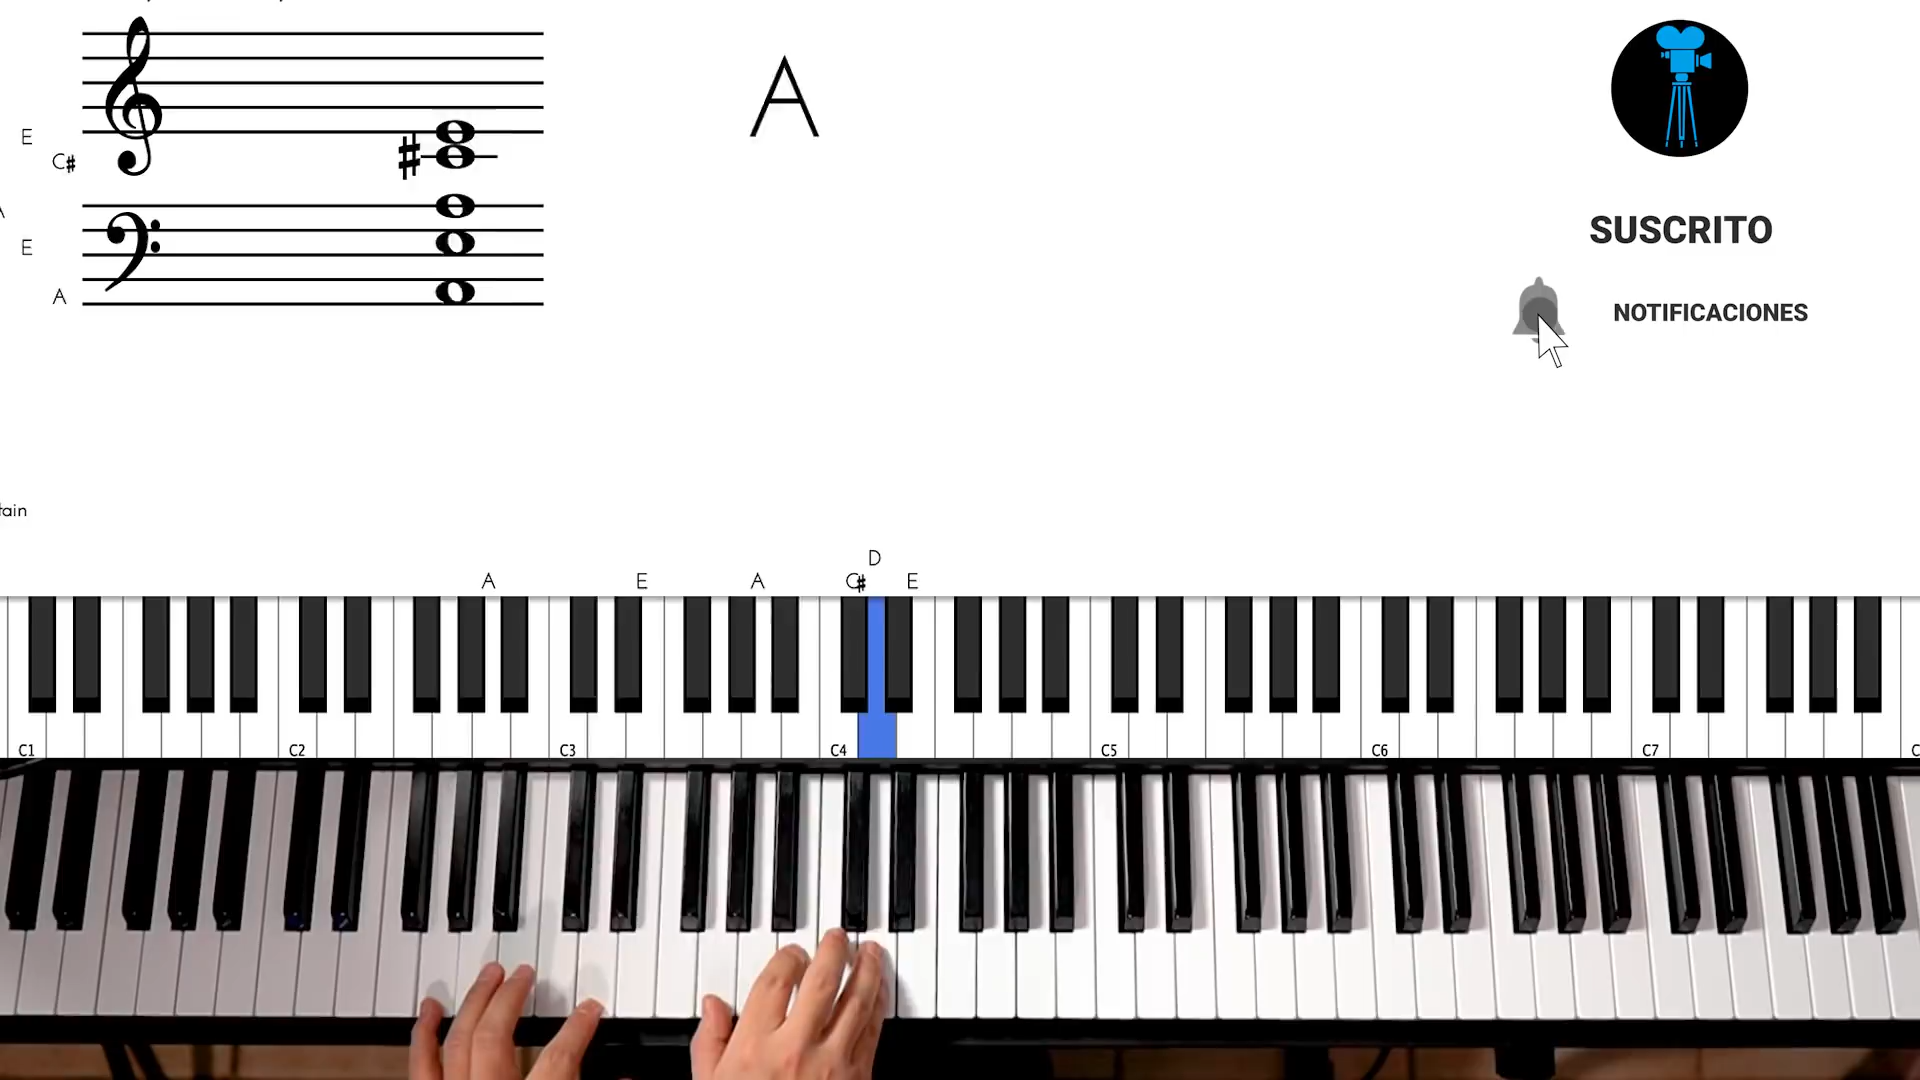 A
SUSCRITO
NOTIFICACIONES
E
C#
A
E
A
tain
D
A E A C# E
C1 C2 C3 C4 C5 C6 C7 C